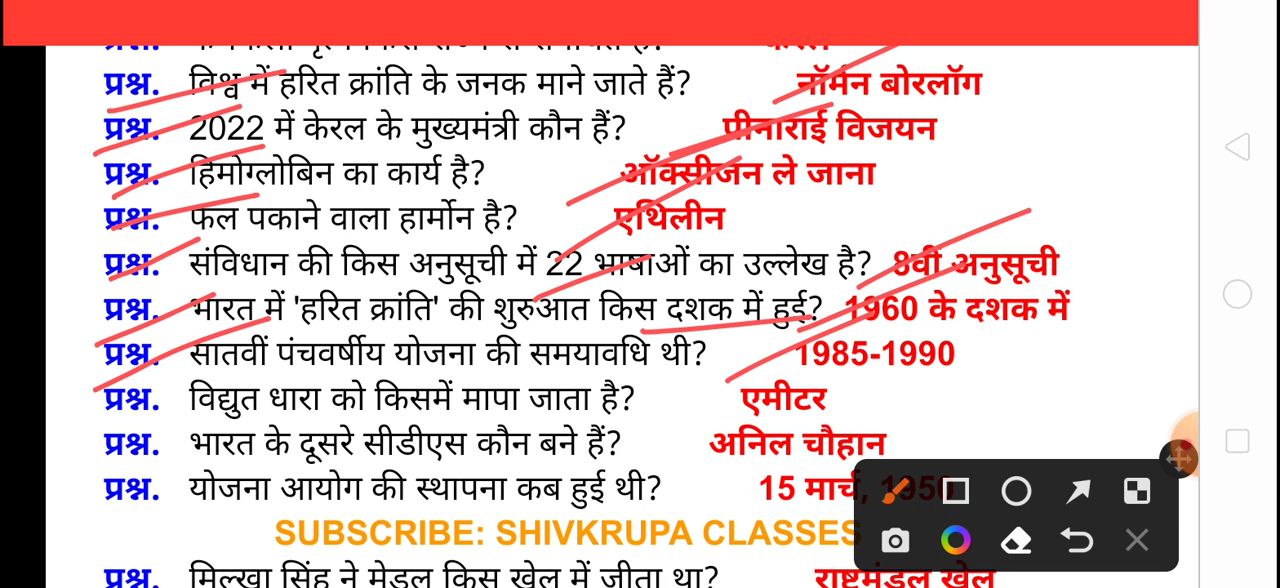 प्रश्न. विश्व में हरित क्रांति के जनक माने जाते हैं? नॉर्मन बोरलॉग
प्रश्न. 2022 में केरल के मुख्यमंत्री कौन हैं? पीनाराई विजयन
प्रश्न. हिमोग्लोबिन का कार्य है? ऑक्सीजन ले जाना
प्रश्न. फल पकाने वाला हार्मोन है? एथिलीन
प्रश्न. संविधान की किस अनुसूची में 22 भाषाओं का उल्लेख है? 8वीं अनुसूची
प्रश्न. भारत में 'हरित क्रांति' की शुरुआत किस दशक में हुई? 1960 के दशक में
प्रश्न. सातवीं पंचवर्षीय योजना की समयावधि थी? 1985-1990
प्रश्न. विद्युत धारा को किसमें मापा जाता है? एमीटर
प्रश्न. भारत के दूसरे सीडीएस कौन बने हैं? अनिल चौहान
प्रश्न. योजना आयोग की स्थापना कब हुई थी? 15 मार्च, 1950
SUBSCRIBE: SHIVKRUPA CLASSES
प्रश्न. मिल्खा सिंह ने मेडल किस खेल में जीता था? राष्ट्रमंडल खेल